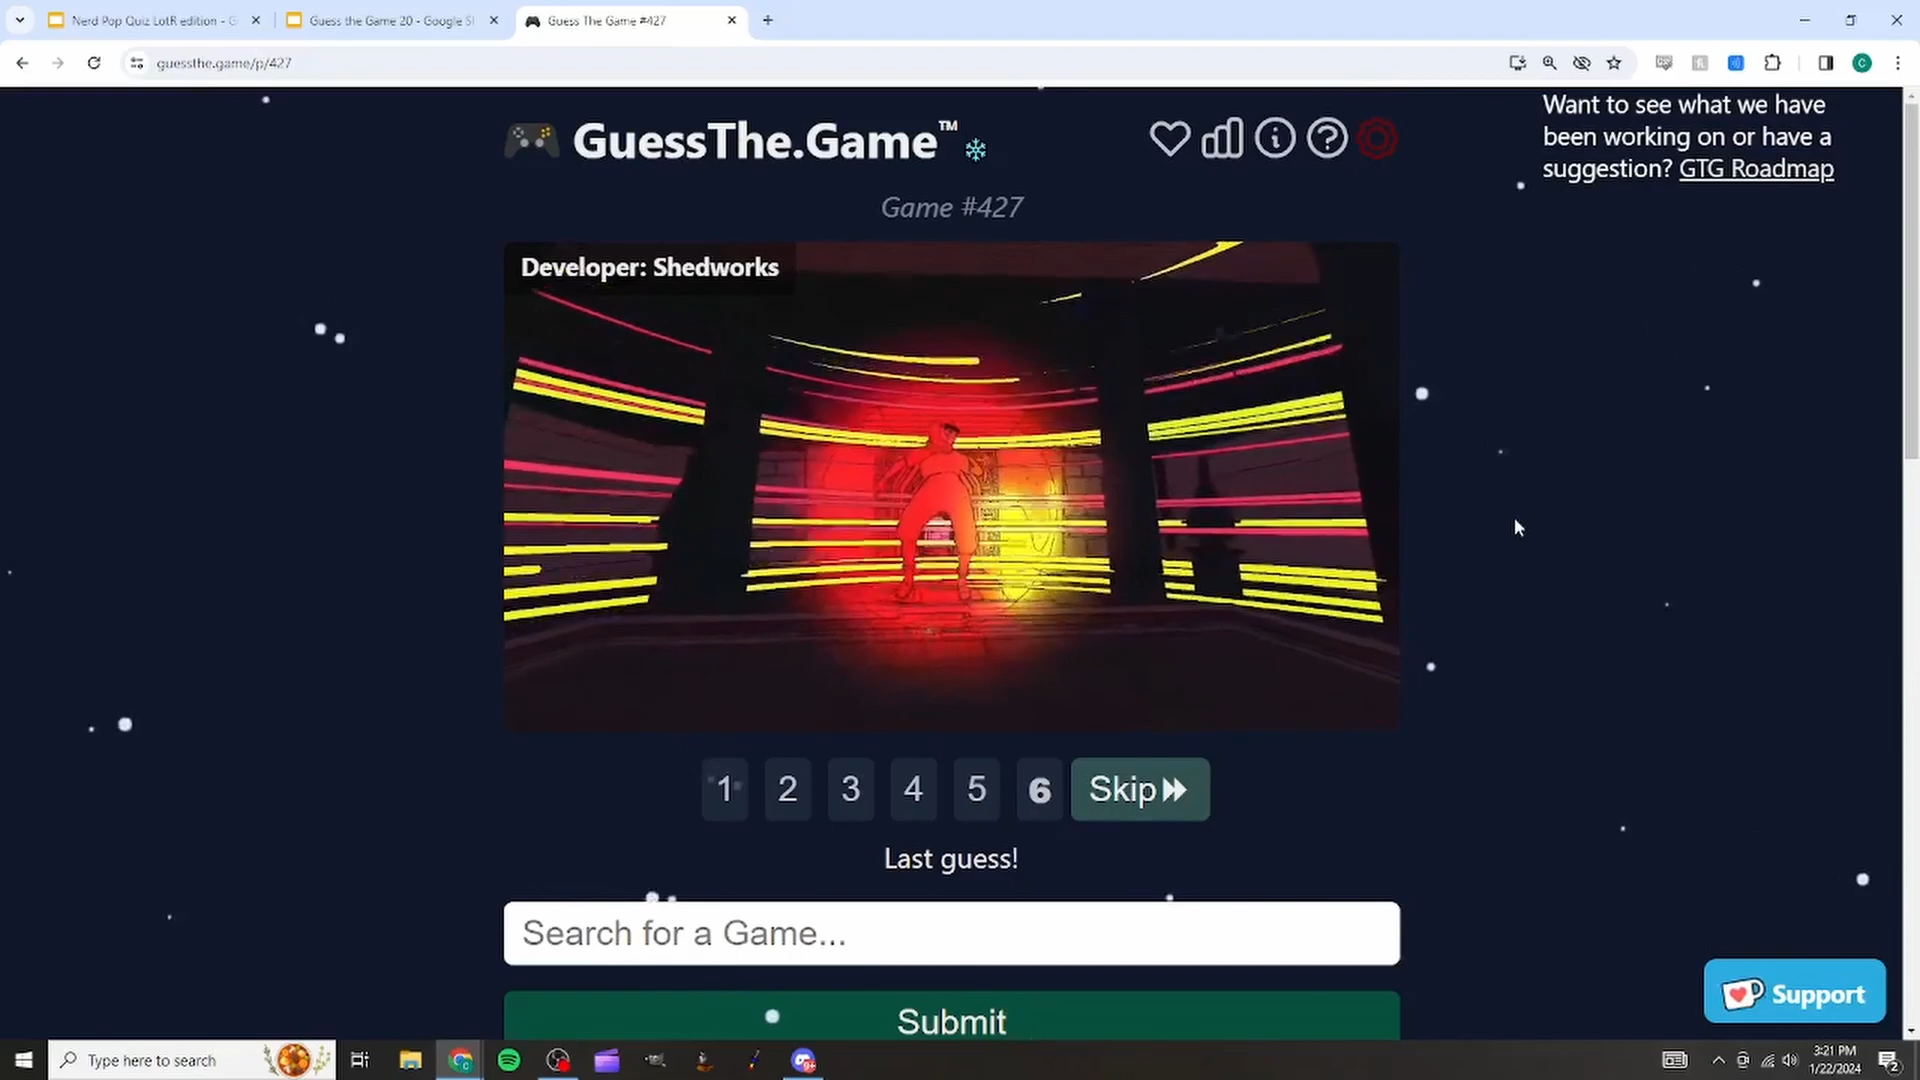 Nerd Pop Quiz LotR edition - G
Guess the Game 20 - Google Sl
Guess The Game #427
guessthe.game/p/427
Want to see what we have
been working on or have a
suggestion? GTG Roadmap
GuessThe.Game™
Game #427
Developer: Shedworks
1 2 3 4 5 6 Skip
Last guess!
Search for a Game...
Submit
Support
Type here to search
3:21 PM
1/22/2024